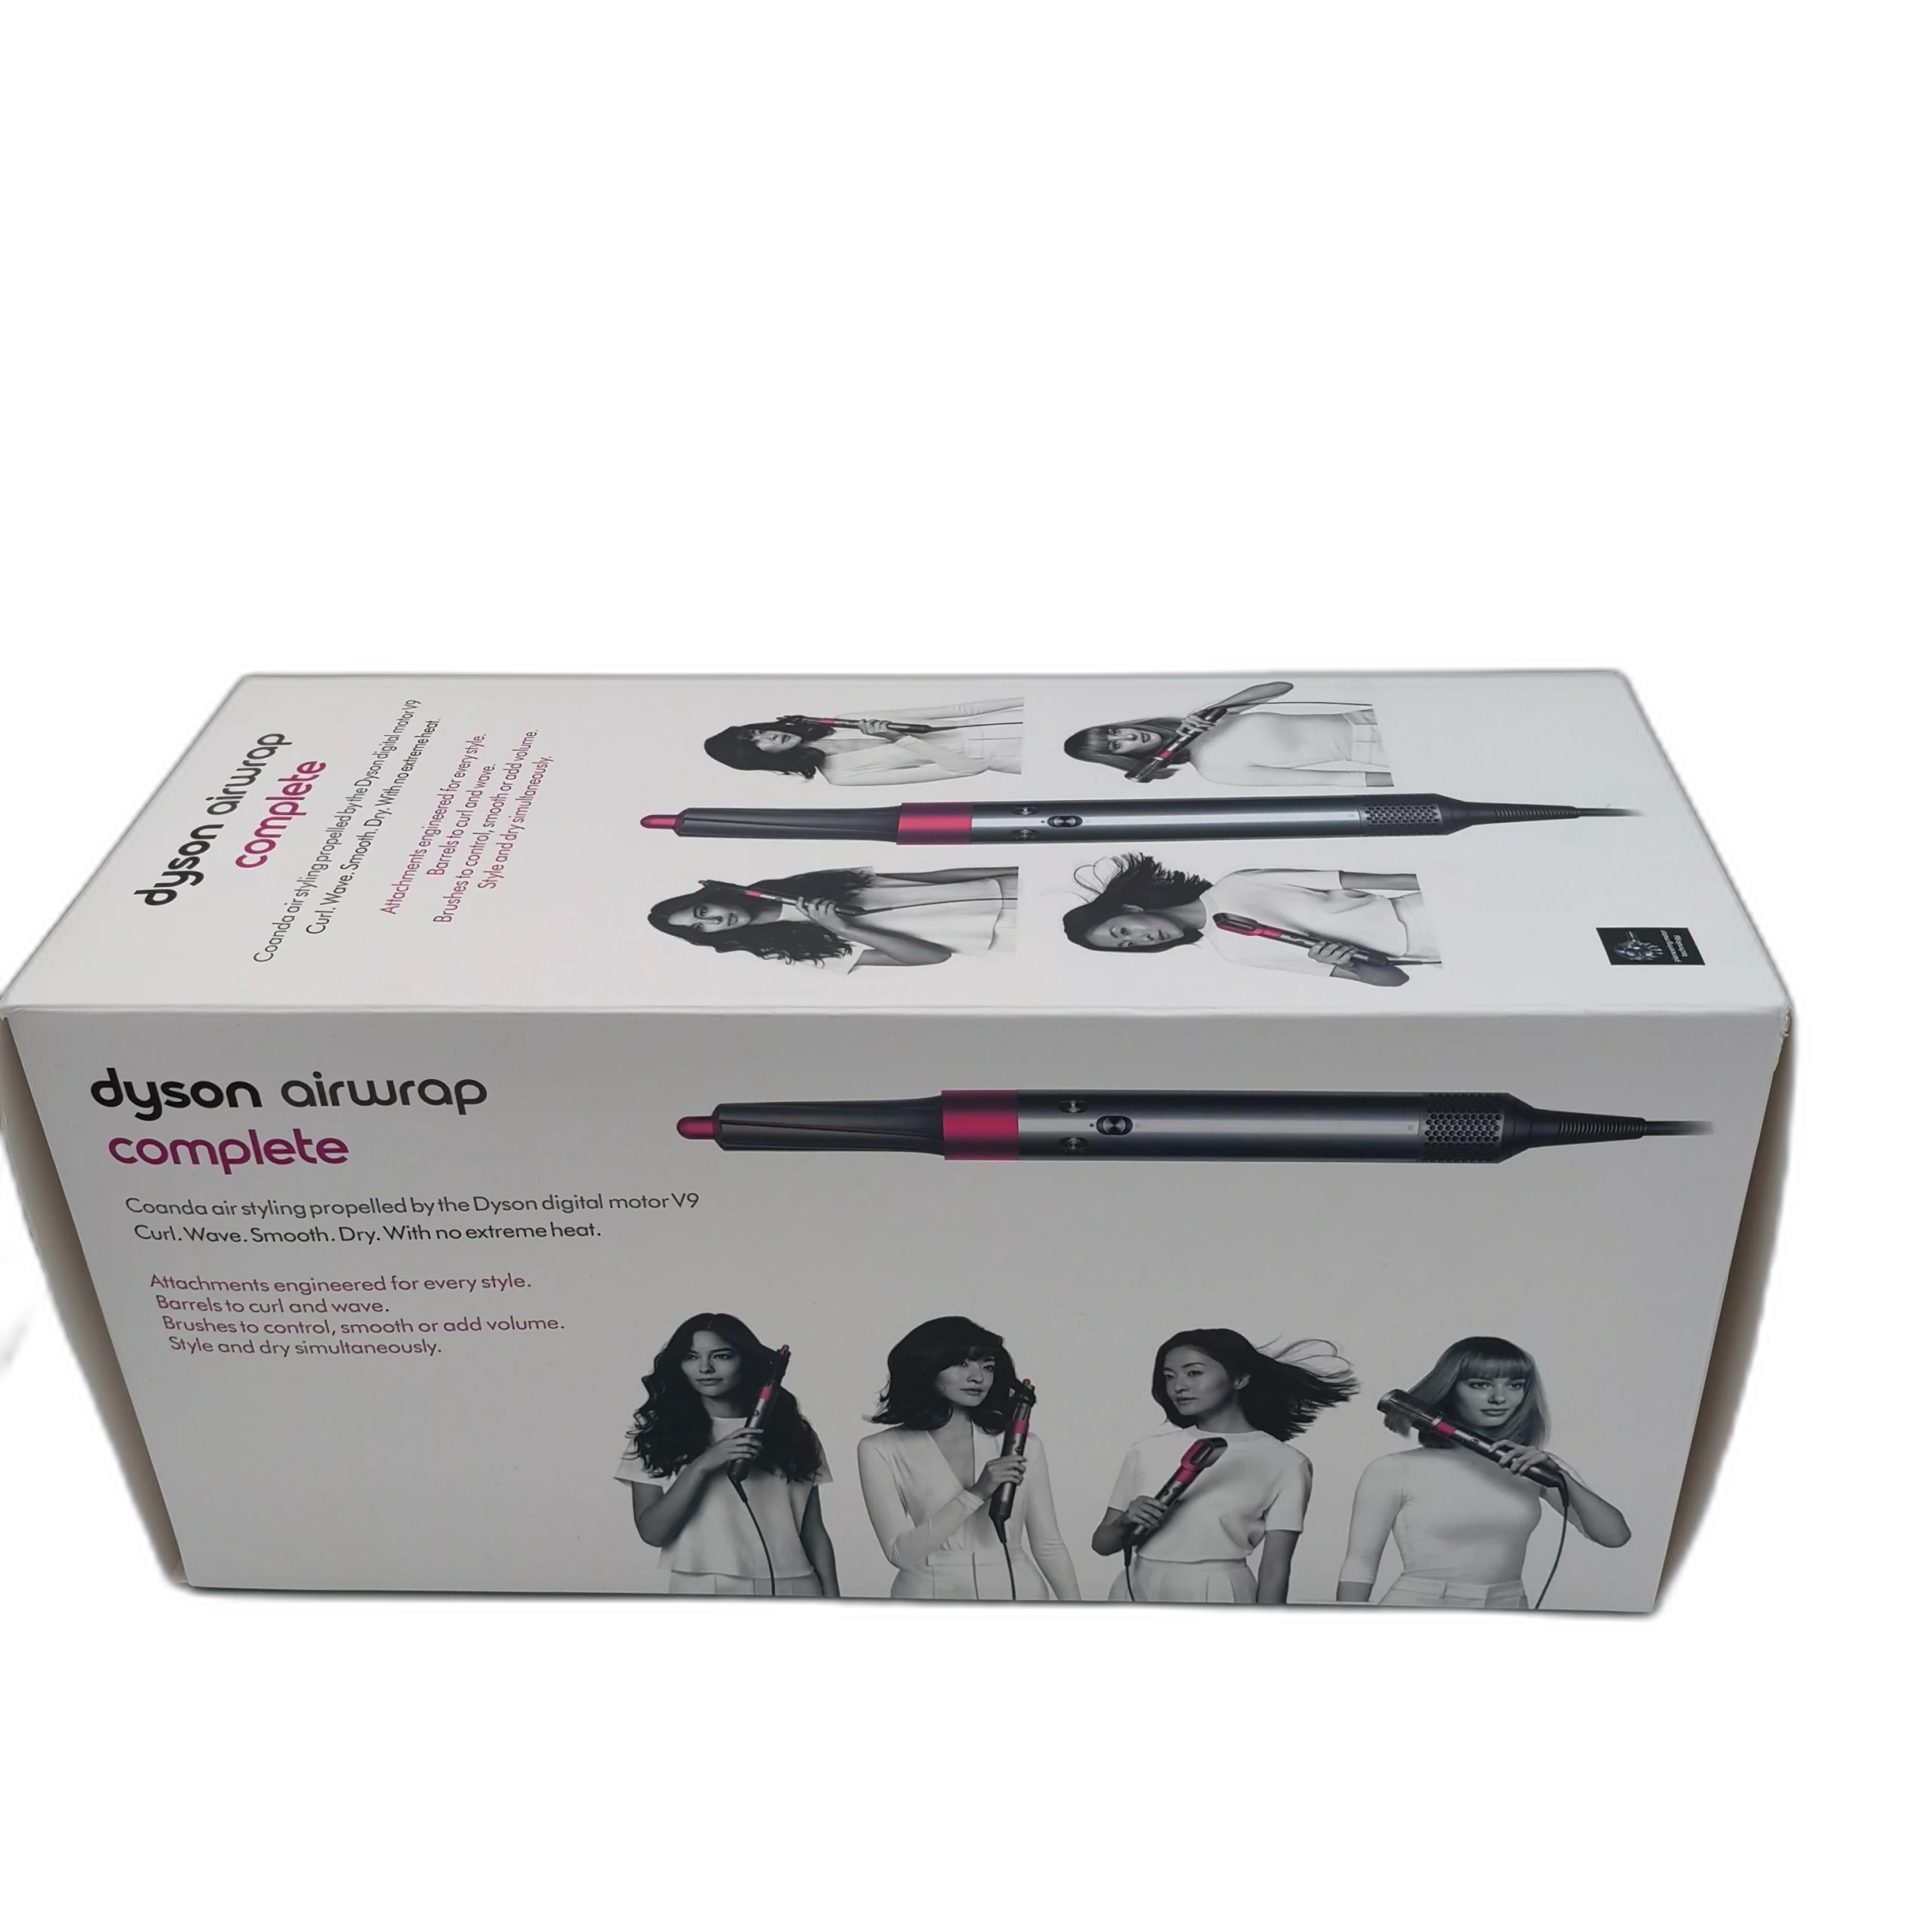 dyson airwrap
complete
Coanda air styling propelled by the Dyson digital motor V9
Curl. Wave. Smooth. Dry. With no extreme heat.
Attachments engineered for every style.
Barrels to curl and wave.
Brushes to control, smooth or add volume.
Style and dry simultaneously.
dyson airwrap
complete
Coanda air styling propelled by the Dyson digital motor V9
Curl. Wave. Smooth. Dry. With no extreme heat.
Attachments engineered for every style.
Barrels to curl and wave.
Brushes to control, smooth or add volume.
Style and dry simultaneously.